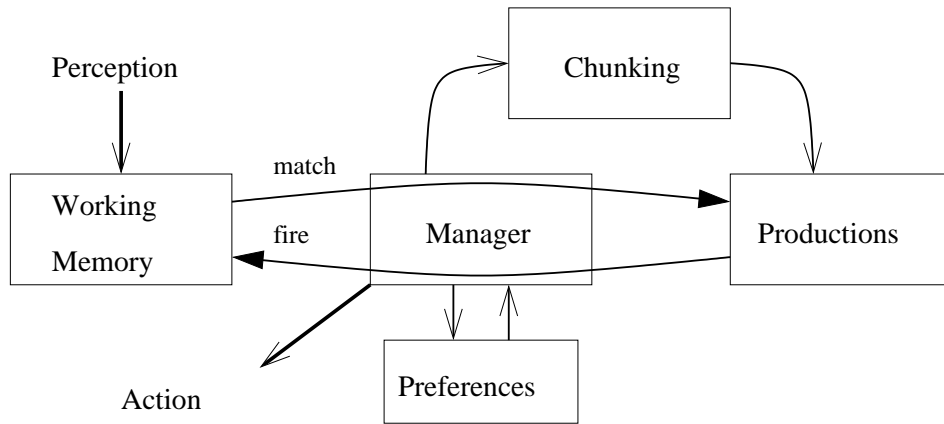 Chunking
Perception
match
Working
Memory
fire
Manager
Productions
Preferences
Action